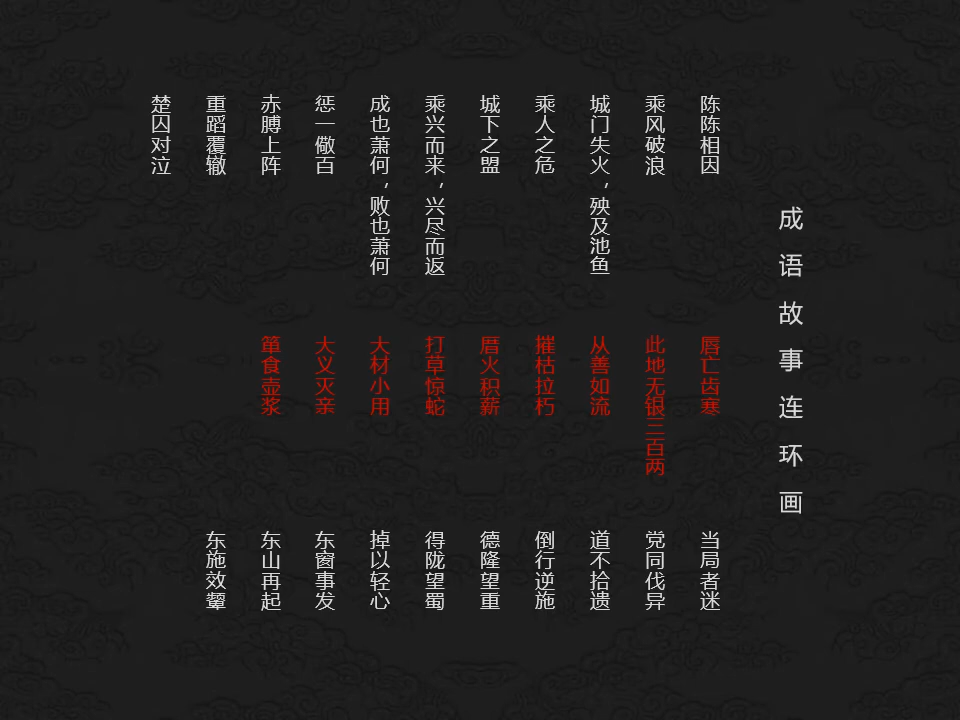 成语故事连环画
陈陈相因
乘风破浪
城门失火，殃及池鱼
乘人之危
城下之盟
乘兴而来，兴尽而返
成也萧何，败也萧何
惩一儆百
赤膊上阵
重蹈覆辙
楚囚对泣
唇亡齿寒
此地无银三百两
从善如流
摧枯拉朽
厝火积薪
打草惊蛇
大材小用
大义灭亲
箪食壶浆
当局者迷
党同伐异
道不拾遗
倒行逆施
德隆望重
得陇望蜀
掉以轻心
东窗事发
东山再起
东施效颦